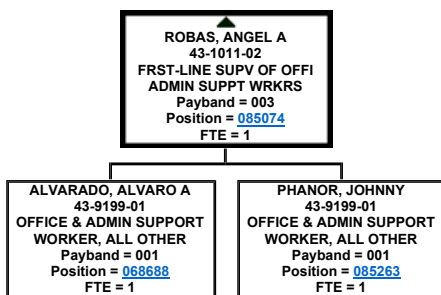 ROBAS, ANGEL A
43-1011-02
FRST-LINE SUPV OF OFFI
ADMIN SUPPT WRKRS
Payband = 003
Position = 085074
FTE = 1
ALVARADO, ALVARO A
43-9199-01
OFFICE & ADMIN SUPPORT
WORKER, ALL OTHER
Payband = 001
Position = 068688
FTE = 1
PHANOR, JOHNNY
43-9199-01
OFFICE & ADMIN SUPPORT
WORKER, ALL OTHER
Payband = 001
Position = 085263
FTE = 1